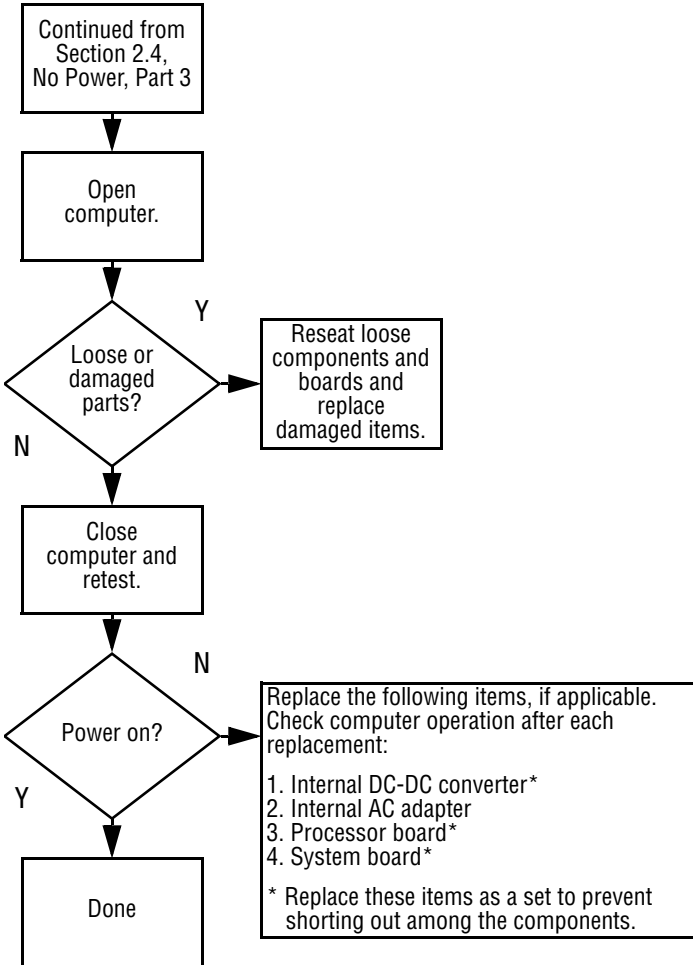 Continued from
Section 2.4,
No Power, Part 3
Open
computer.
Y
Loose or
damaged
parts?
Reseat loose
components and
boards and
replace
damaged items.
N
Close
computer and
retest.
N
Power on?
Replace the following items, if applicable.
Check computer operation after each
replacement:
1. Internal DC-DC converter*
2. Internal AC adapter
3. Processor board*
4. System board*
* Replace these items as a set to prevent
shorting out among the components.
Y
Done